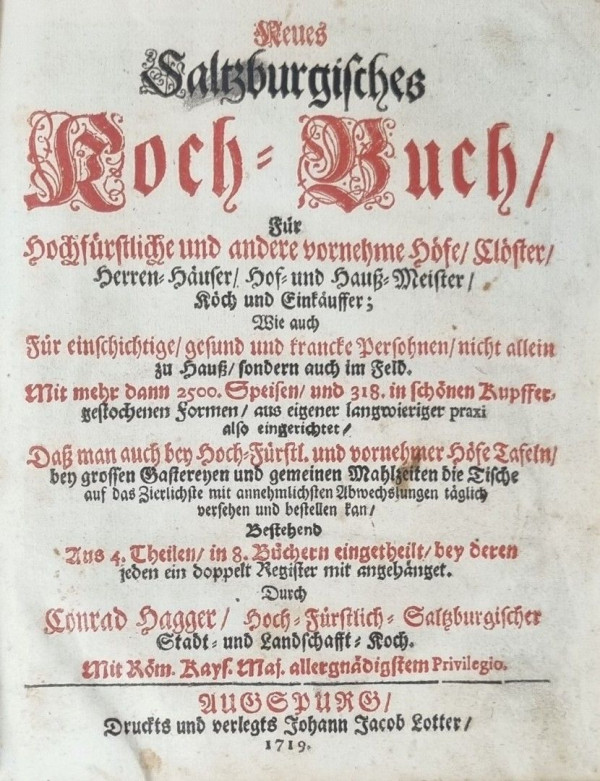 Neues
Saltzburgisches
Koch-Buch/
Für
Hochfürstliche und andere vornehme Höfe/ Clöster/
Herren-Häuser/ Hof- und Hauß-Meister/
Köch und Einkäuffer;
Wie auch
Für einschichtige/ gesund und krancke Persohnen/ nicht allein
zu Hauß/ sondern auch im Feld.
Mit mehr dann 2500. Speisen/ und 318. in schönen Kupffer-
gestochenen Formen/ aus eigener langwieriger praxi
also eingerichtet/
Daß man auch bey Hoch-Fürstl. und vornehmer Höfe Tafeln/
bey grossen Gastereyen und gemeinen Mahlzeiten die Tische
auf das Zierlichste mit annehmlichsten Abwechslungen täglich
versehen und bestellen kan/
Bestehend
Aus 4. Theilen/ in 8. Büchern eingetheilt/ bey deren
jeden ein doppelt Register mit angehänget.
Durch
Conrad Hagger/ Hoch-Fürstlich-Saltzburgischer
Stadt- und Landschafft-Koch.
Mit Röm. Kays. Maj. allergnädigstem Privilegio.
AUGSPURG/
Druckts und verlegts Johann Jacob Lotter/
1719.